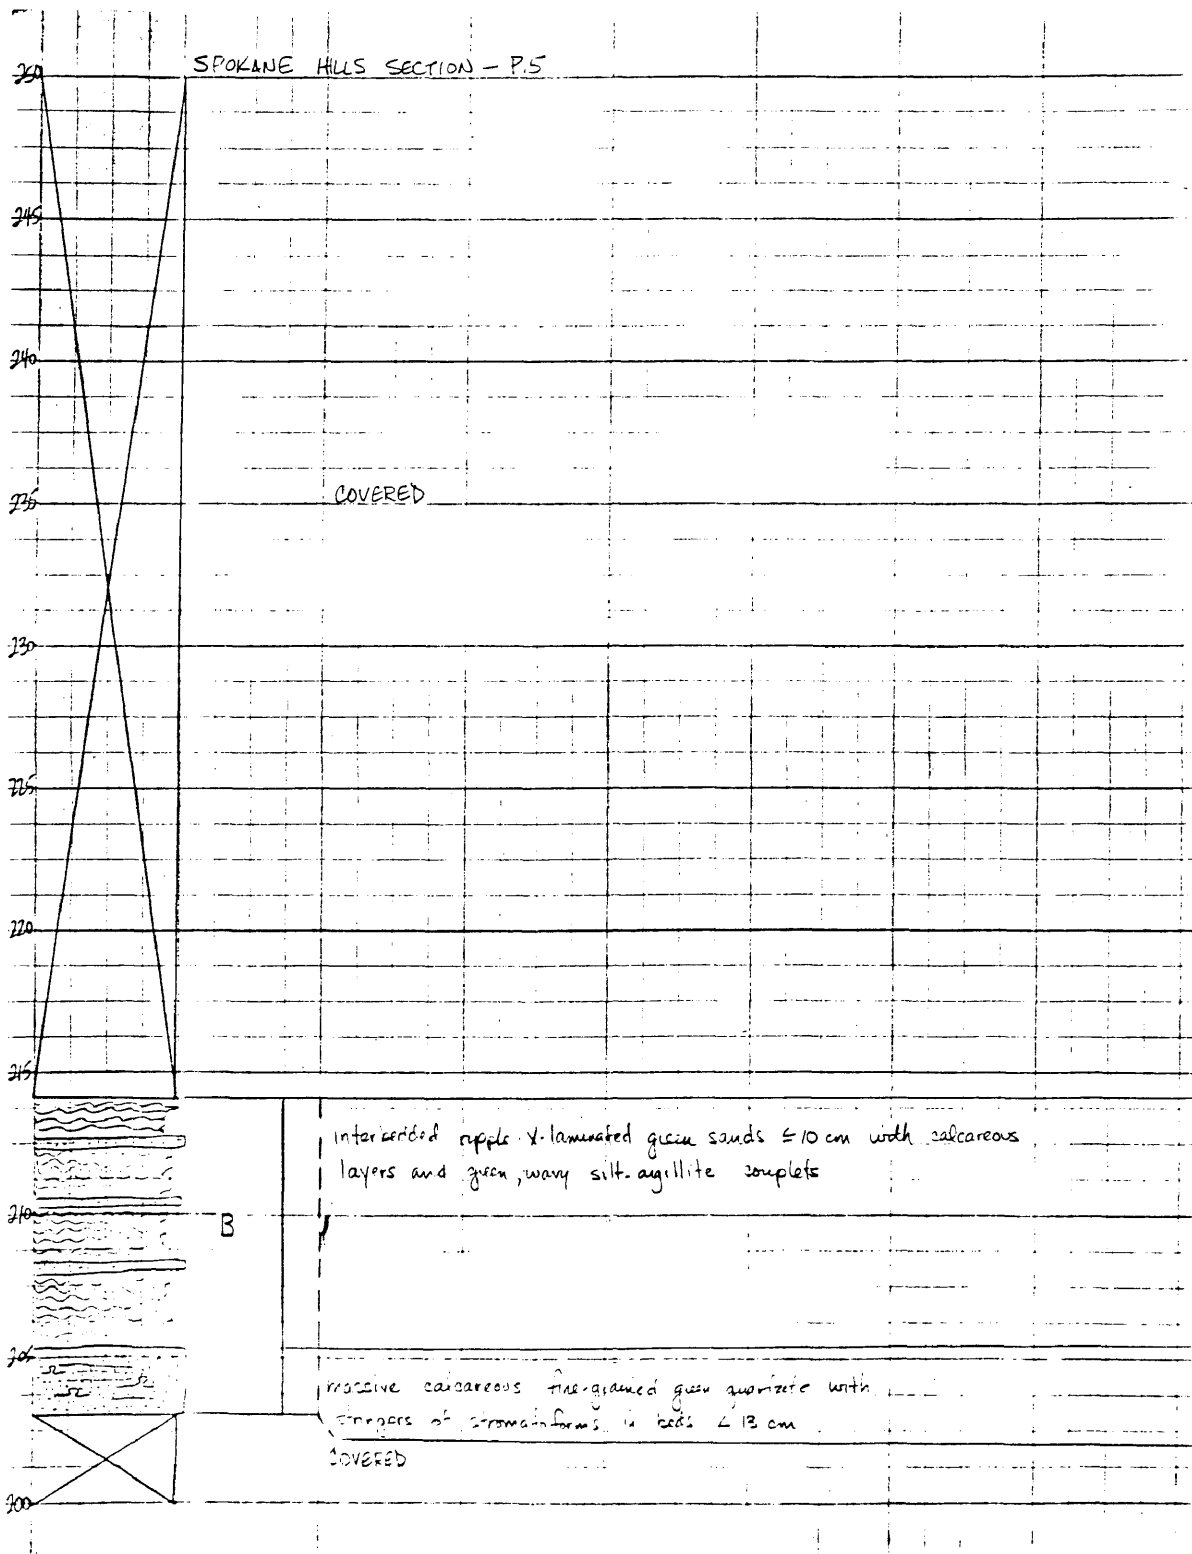 SPOKANE HILLS SECTION - P.5
250
245
240
235
COVERED
230
225
220
215
interbedded ripple X-laminated green sands ≤ 10 cm with calcareous
layers and green, wavy silt-argillite couplets
210
B
205
massive calcareous fine-grained green quartzite with
stringers of stromatiforms in beds < 13 cm
COVERED
200